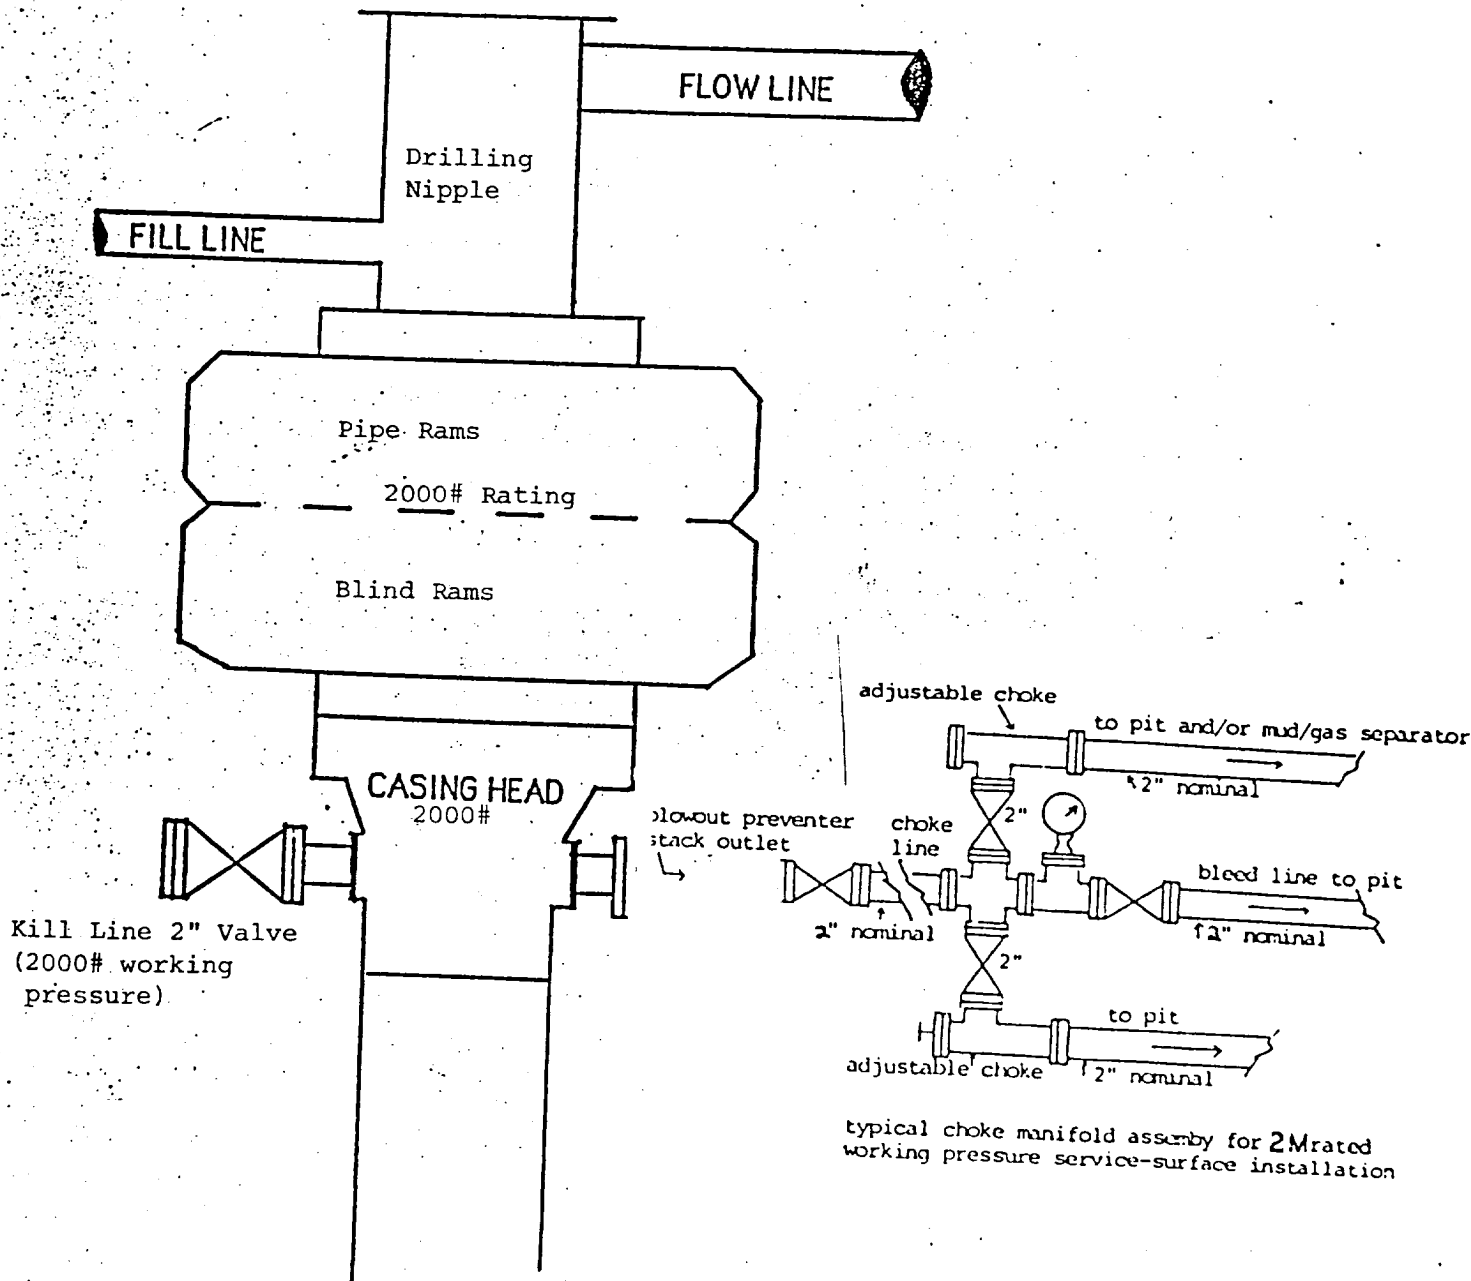 FLOW LINE
Drilling
Nipple
FILL LINE
Pipe Rams
2000# Rating
Blind Rams
CASING HEAD
2000#
Kill Line 2" Valve
(2000# working
pressure)
adjustable choke
to pit and/or mud/gas separator
2" nominal
2"
blowout preventer
stack outlet
choke
line
bleed line to pit
2" nominal
2" nominal
2"
to pit
adjustable choke
2" nominal
typical choke manifold assemby for 2M rated
working pressure service-surface installation